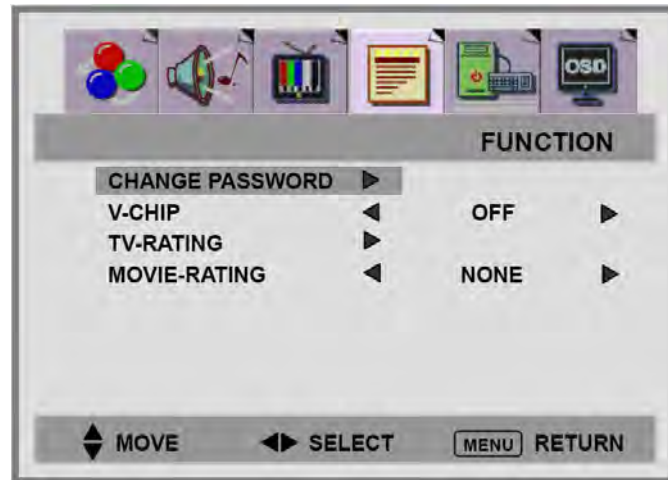 OSD
FUNCTION
CHANGE PASSWORD
V-CHIP OFF
TV-RATING
MOVIE-RATING NONE
MOVE SELECT MENU RETURN